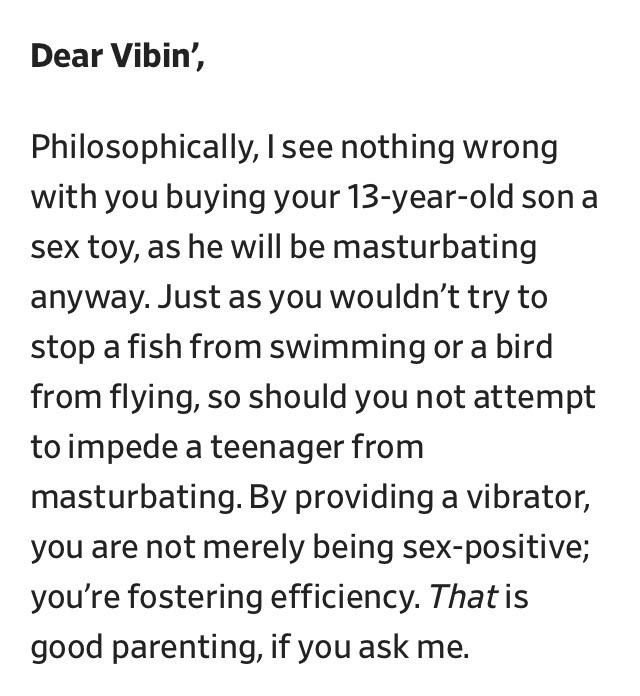 Dear Vibin’,
Philosophically, I see nothing wrong
with you buying your 13-year-old son a
sex toy, as he will be masturbating
anyway. Just as you wouldn’t try to
stop a fish from swimming or a bird
from flying, so should you not attempt
to impede a teenager from
masturbating. By providing a vibrator,
you are not merely being sex-positive;
you’re fostering efficiency. That is
good parenting, if you ask me.